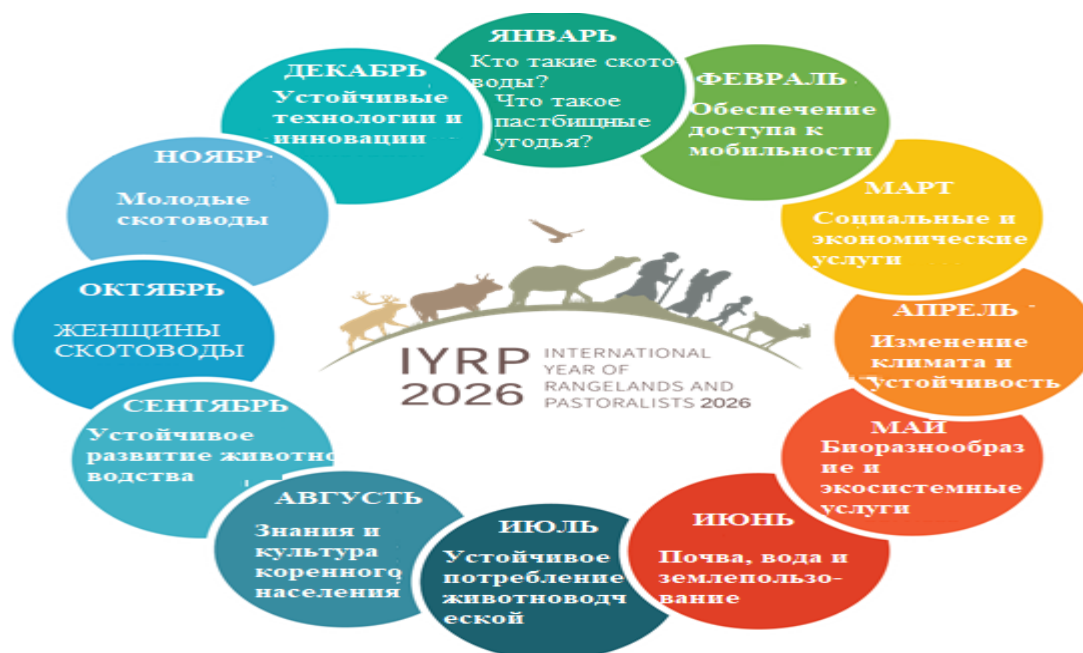 ЯНВАРЬ
Кто такие ското-
воды?
Что такое
пастбищные
угодья?
ФЕВРАЛЬ
Обеспечение
доступа к
мобильности
МАРТ
Социальные и
экономические
услуги
АПРЕЛЬ
Изменение
климата и
устойчивость
МАЙ
Биоразнообраз
ие и
экосистемные
услуги
ИЮНЬ
Почва, вода и
землепользо-
вание
ИЮЛЬ
Устойчивое
потребление
животноводч
еской
АВГУСТЬ
Знания и
культура
коренного
населения
СЕНТЯБРЬ
Устойчивое
развитие животно
водства
ОКТЯБРЬ
ЖЕНЩИНЫ
СКОТОВОДЫ
НОЯБР-
Молодые
скотоводы
ДЕКАБРЬ
Устойчивые
технологии и
инновации
IYRP
2026
INTERNATIONAL
YEAR OF
RANGELANDS AND
PASTORALISTS 2026